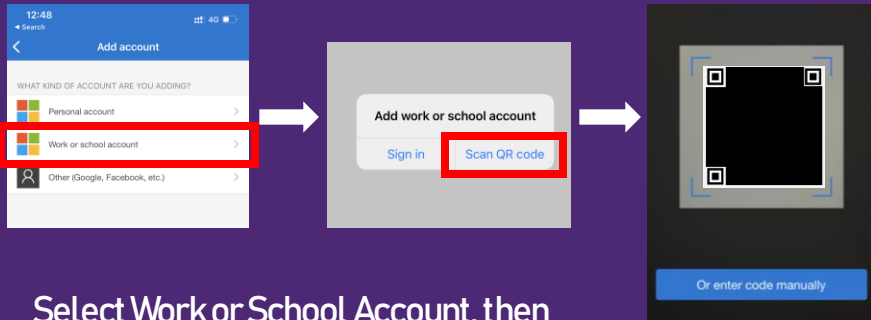 12:48
4G
Search
Add account
WHAT KIND OF ACCOUNT ARE YOU ADDING?
Personal account
Work or school account
Other (Google, Facebook, etc.)
Add work or school account
Sign in
Scan QR code
Or enter code manually
Select Work or School Account, then